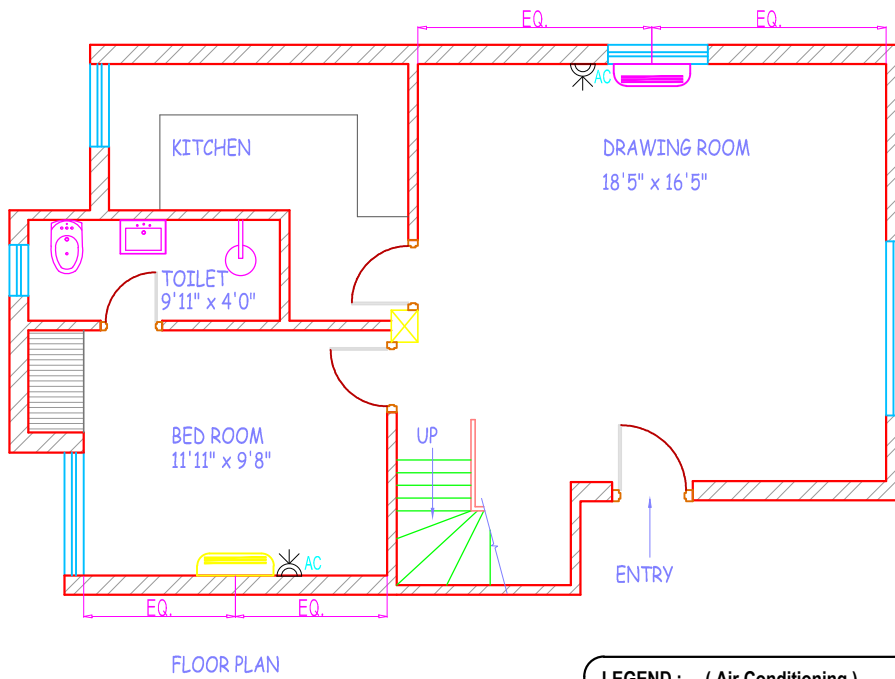 EQ.
EQ.
AC
KITCHEN
DRAWING ROOM
18'5" x 16'5"
TOILET
9'11" x 4'0"
BED ROOM
11'11" x 9'8"
UP
AC
ENTRY
EQ.
EQ.
FLOOR PLAN
LEGEND : ( Air Conditioning )